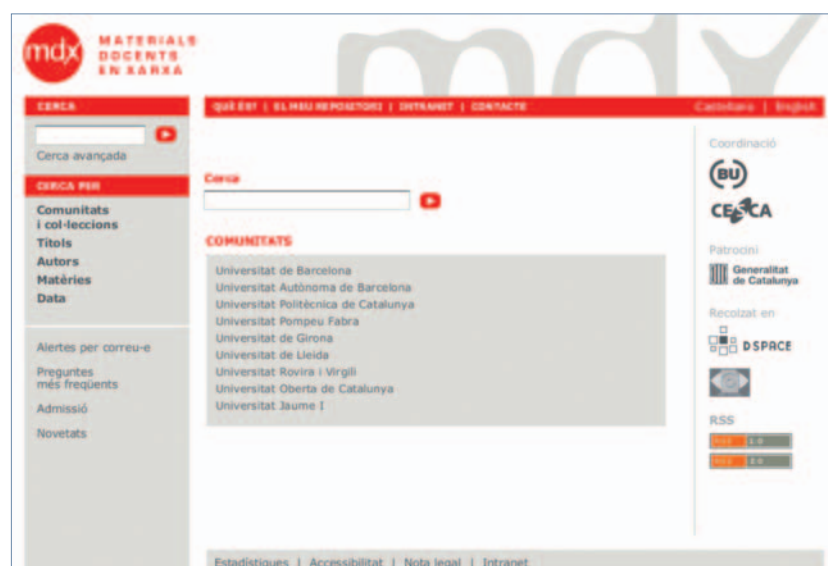 mdx
MATERIALS
DOCENTS
EN XARXA
mdx
CERCA
QUÈ ÉS? | EL MEU REPOSITORI | INTRANET | CONTACTE
Castellano | English
Cerca avançada
CERCA PER
Comunitats
i col·leccions
Títols
Autors
Matèries
Data
Alertes per correu-e
Preguntes
més freqüents
Admissió
Novetats
Cerca
COMUNITATS
Universitat de Barcelona
Universitat Autònoma de Barcelona
Universitat Politècnica de Catalunya
Universitat Pompeu Fabra
Universitat de Girona
Universitat de Lleida
Universitat Rovira i Virgili
Universitat Oberta de Catalunya
Universitat Jaume I
Coordinació
BU
CESCA
Patrocini
Generalitat
de Catalunya
Recolzat en
DSPACE
RSS
RSS 1.0
RSS 2.0
Estadístiques | Accessibilitat | Nota legal | Intranet